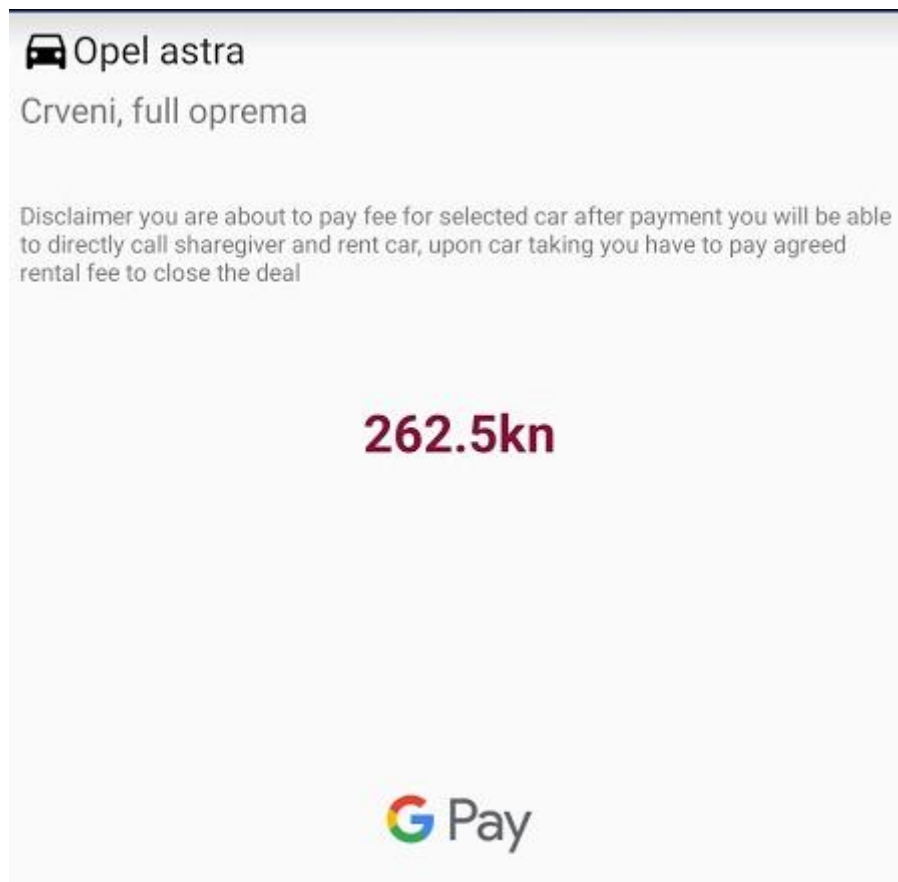 Opel astra
Crveni, full oprema
Disclaimer you are about to pay fee for selected car after payment you will be able
to directly call sharegiver and rent car, upon car taking you have to pay agreed
rental fee to close the deal
262.5kn
G Pay